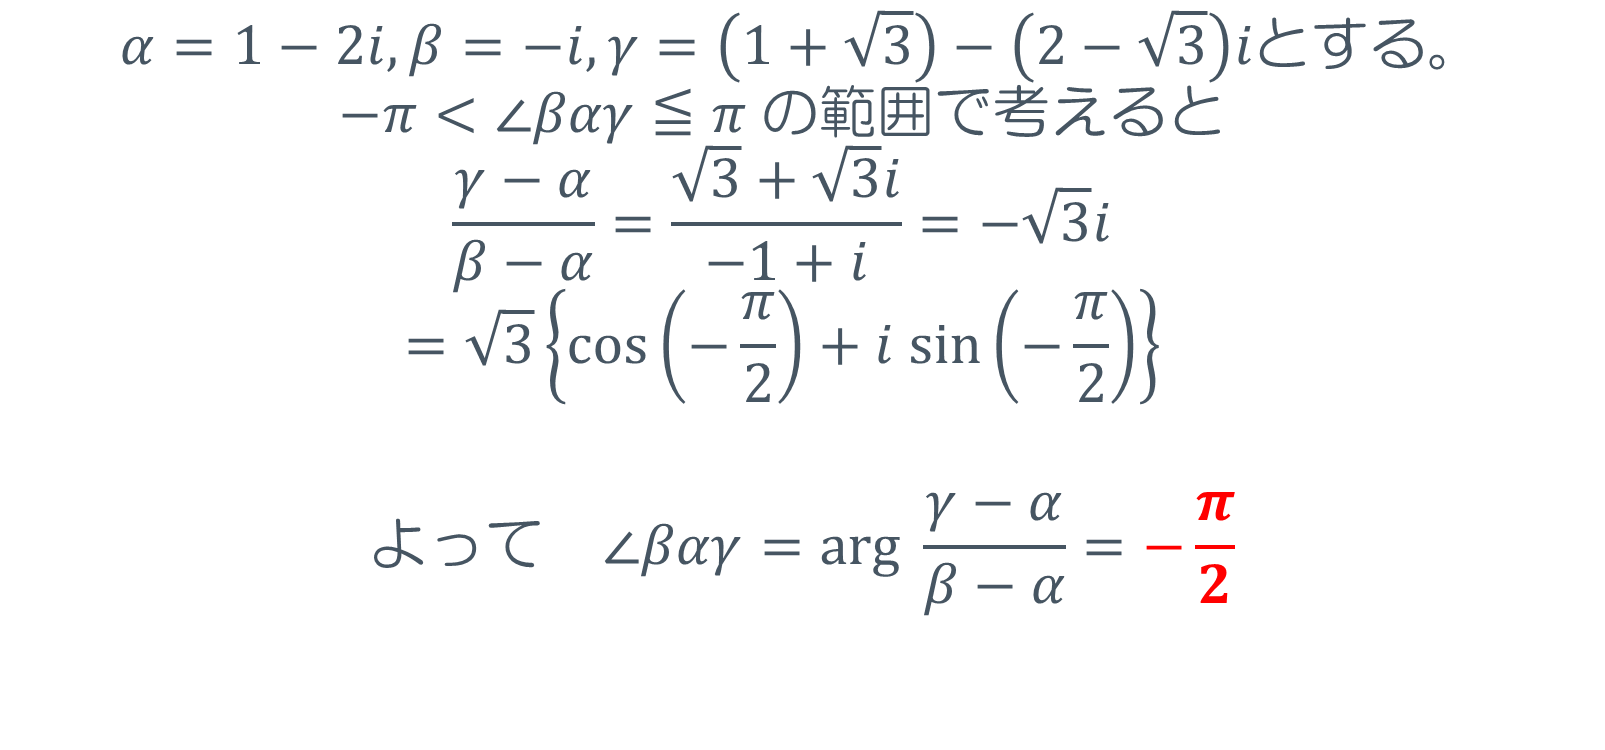 α = 1 − 2i, β = −i, γ = (1 + √3) − (2 − √3)iとする。
−π < ∠βαγ ≦ π の範囲で考えると
(γ − α)/(β − α) = (√3 + √3i)/(−1 + i) = −√3i
= √3{cos(−π/2) + i sin(−π/2)}
よって ∠βαγ = arg (γ − α)/(β − α) = −π/2